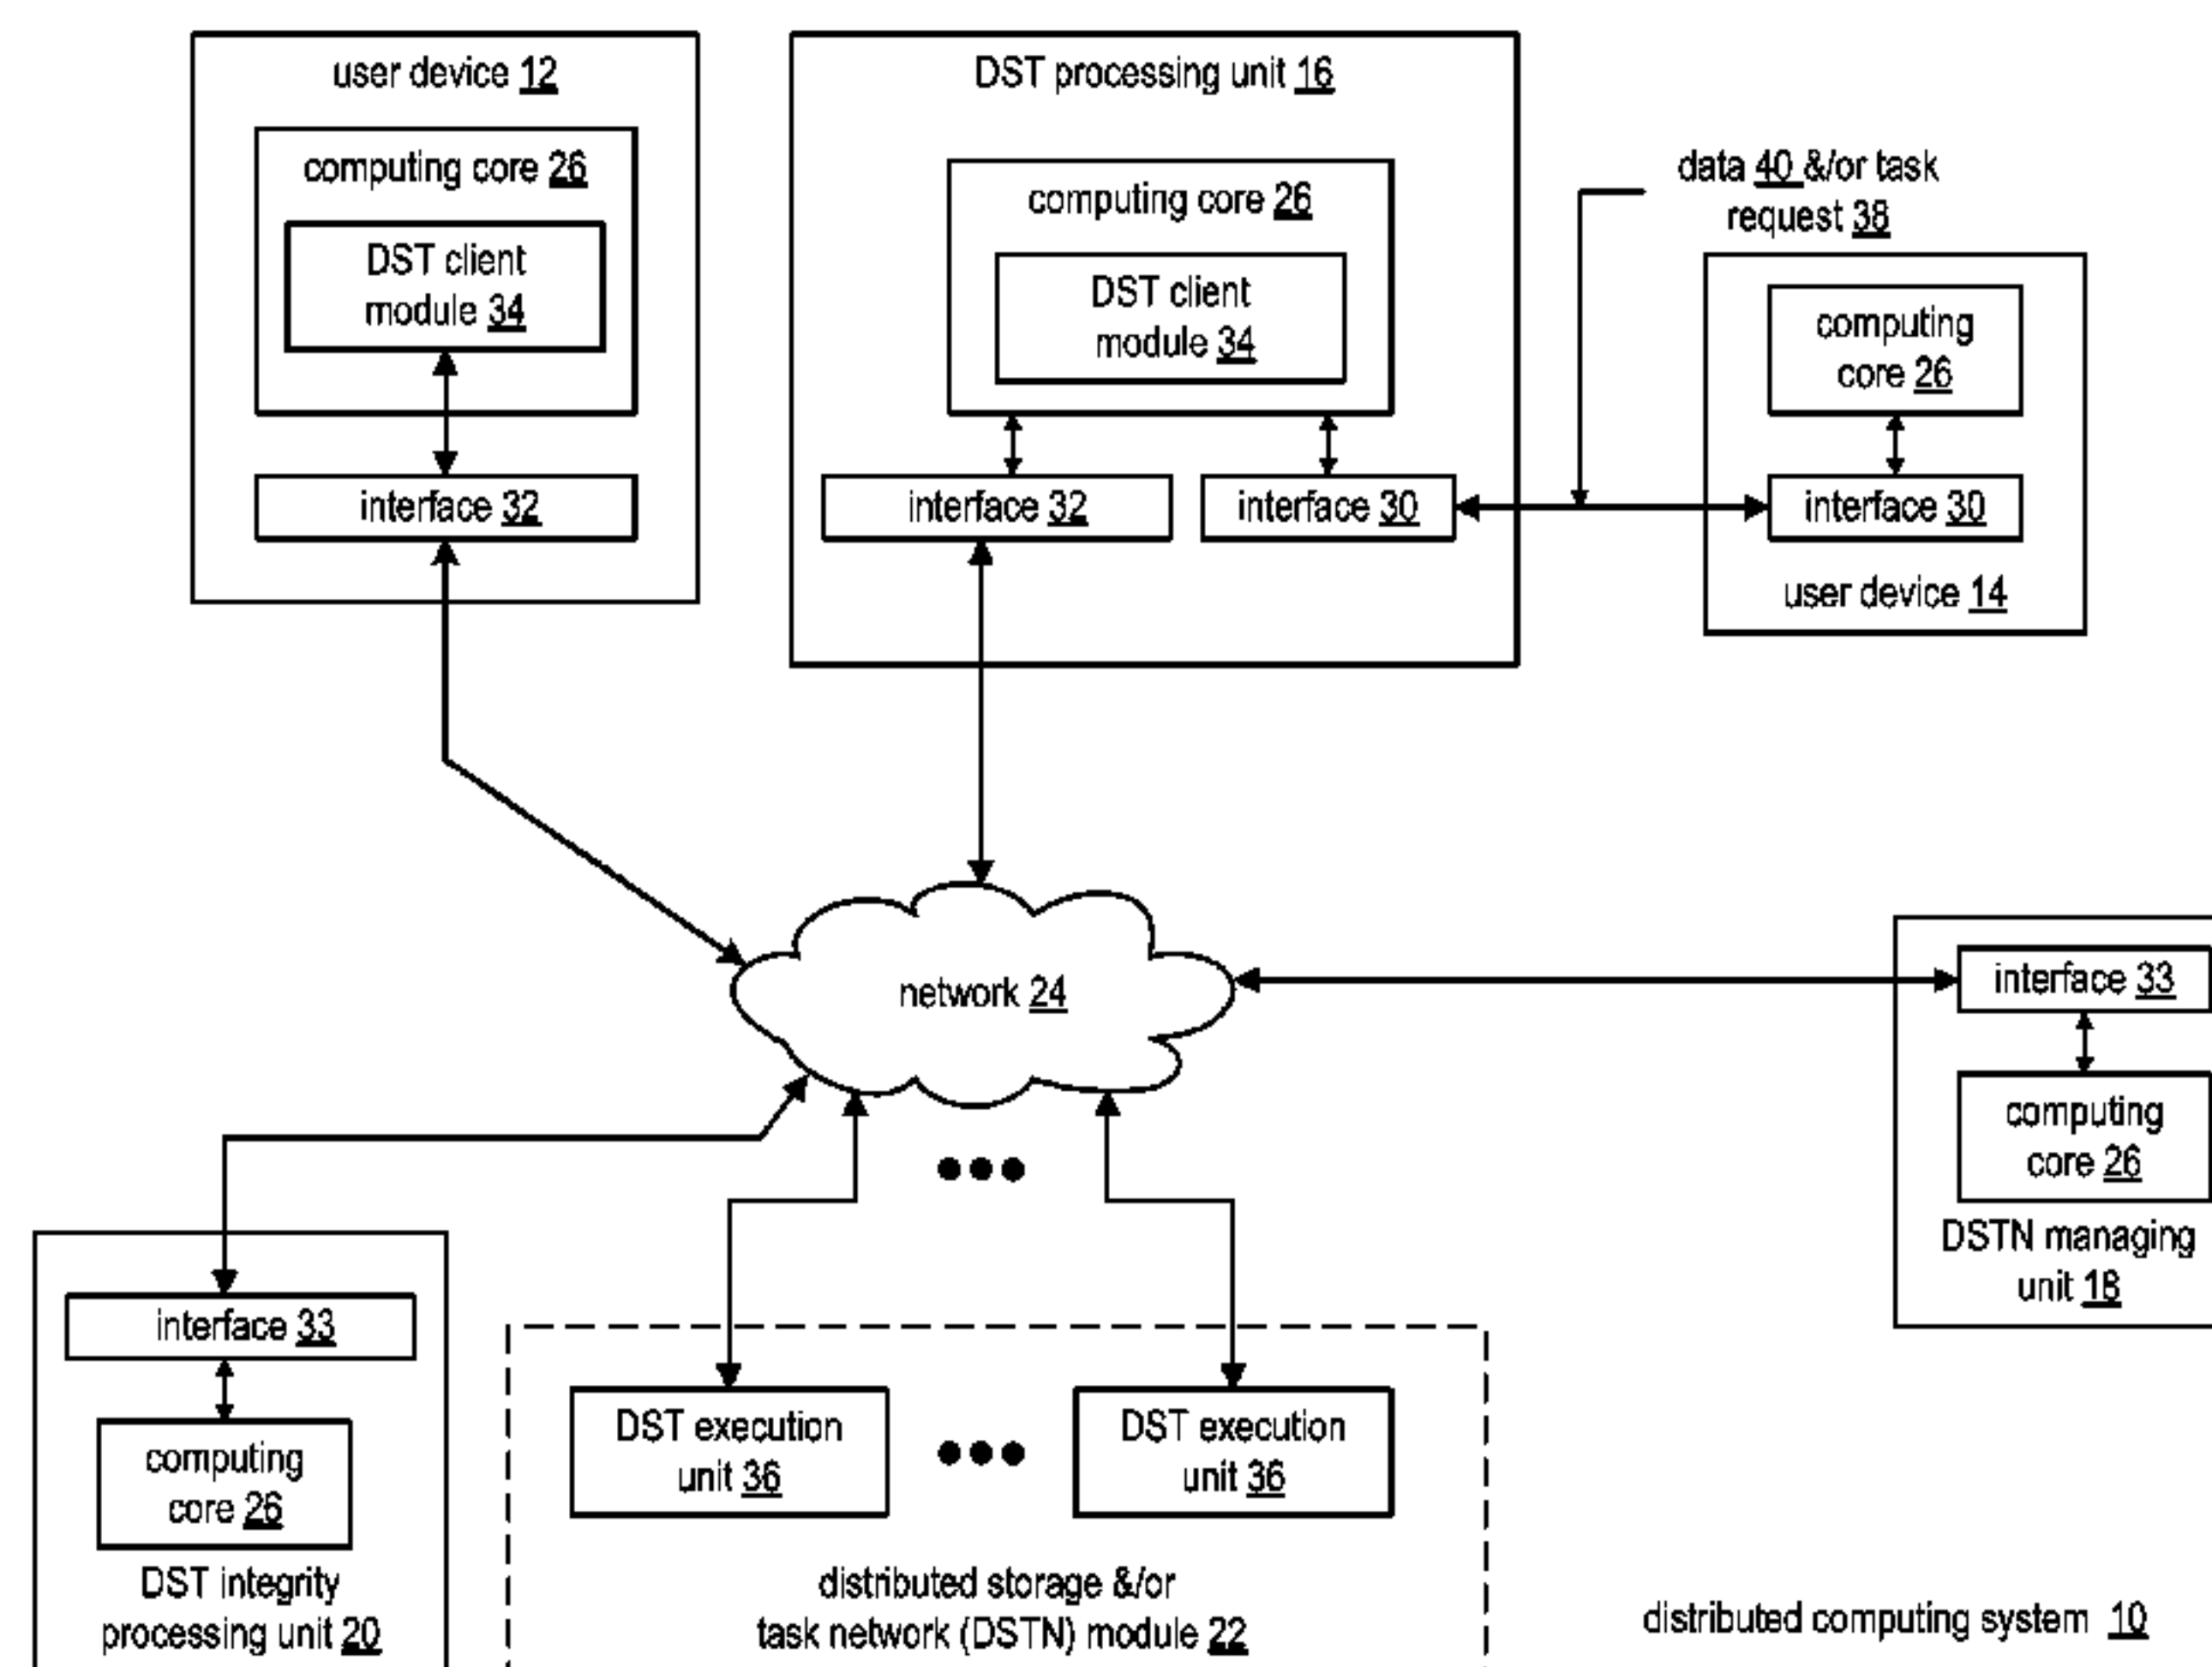 user device 12
computing core 26
DST client
module 34
interface 32
DST processing unit 16
computing core 26
DST client
module 34
interface 32
interface 30
data 40 &/or task
request 38
computing
core 26
interface 30
user device 14
network 24
interface 33
computing
core 26
DSTN managing
unit 18
interface 33
computing
core 26
DST integrity
processing unit 20
DST execution
unit 36
DST execution
unit 36
distributed storage &/or
task network (DSTN) module 22
distributed computing system 10